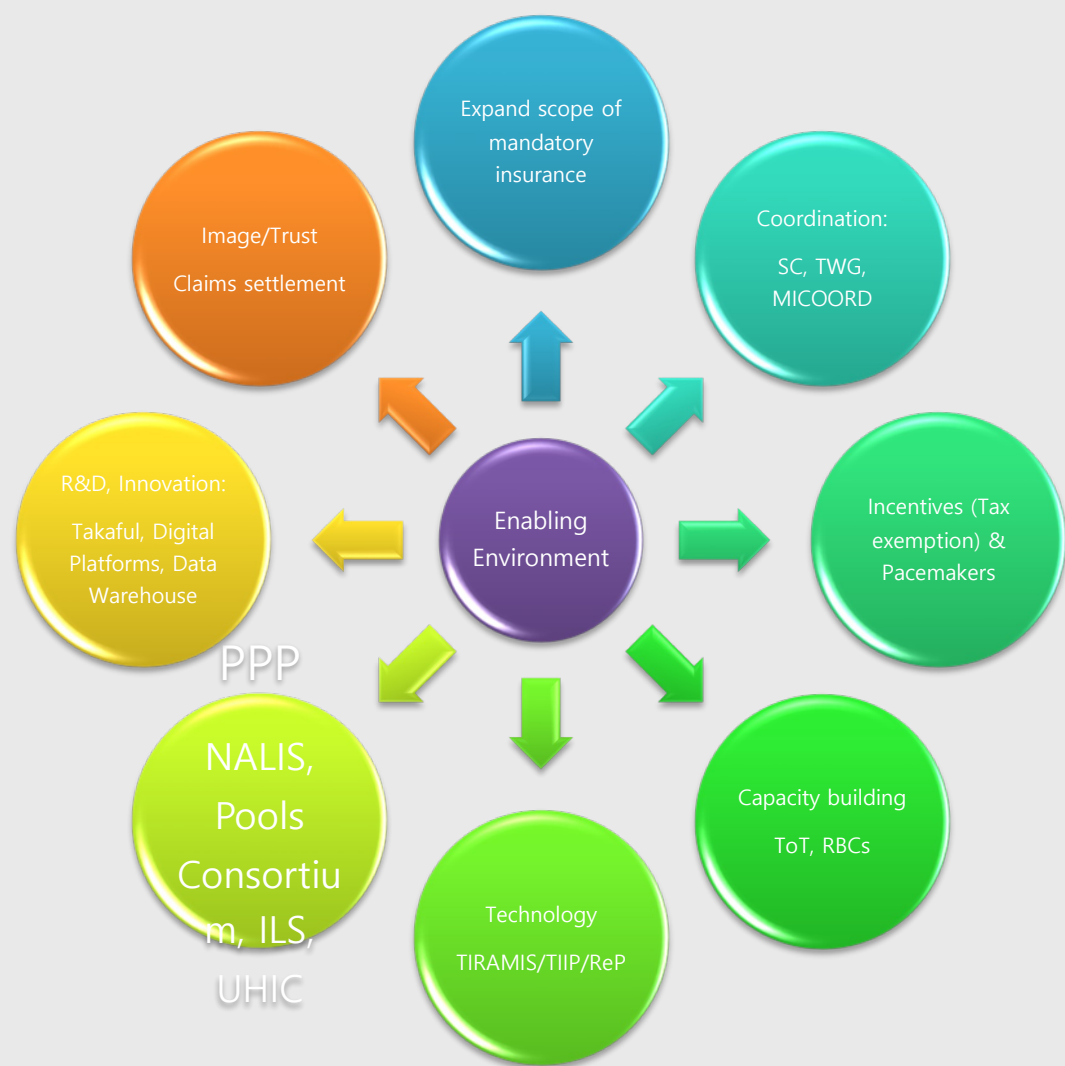 Expand scope of
mandatory
insurance
Coordination:
SC, TWG,
MICOORD
Incentives (Tax
exemption) &
Pacemakers
Capacity building
ToT, RBCs
Technology
TIRAMIS/TIIP/ReP
PPP
NALIS,
Pools
Consortiu
m, ILS,
UHIC
R&D, Innovation:
Takaful, Digital
Platforms, Data
Warehouse
Image/Trust
Claims settlement
Enabling
Environment